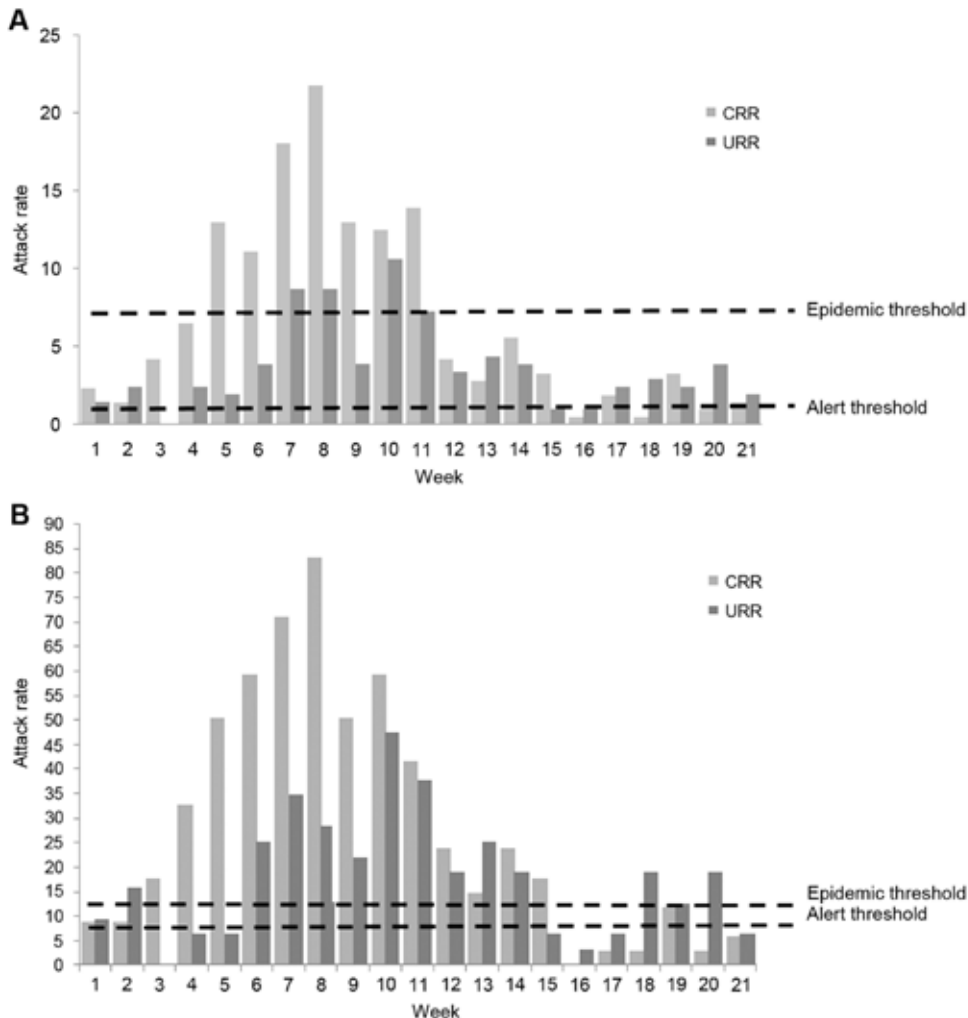 A
25
20
15
10
5
0
Attack rate
CRR
URR
Epidemic threshold
Alert threshold
1 2 3 4 5 6 7 8 9 10 11 12 13 14 15 16 17 18 19 20 21
Week
B
90
85
80
75
70
65
60
55
50
45
40
35
30
25
20
15
10
5
0
Attack rate
CRR
URR
Epidemic threshold
Alert threshold
1 2 3 4 5 6 7 8 9 10 11 12 13 14 15 16 17 18 19 20 21
Week